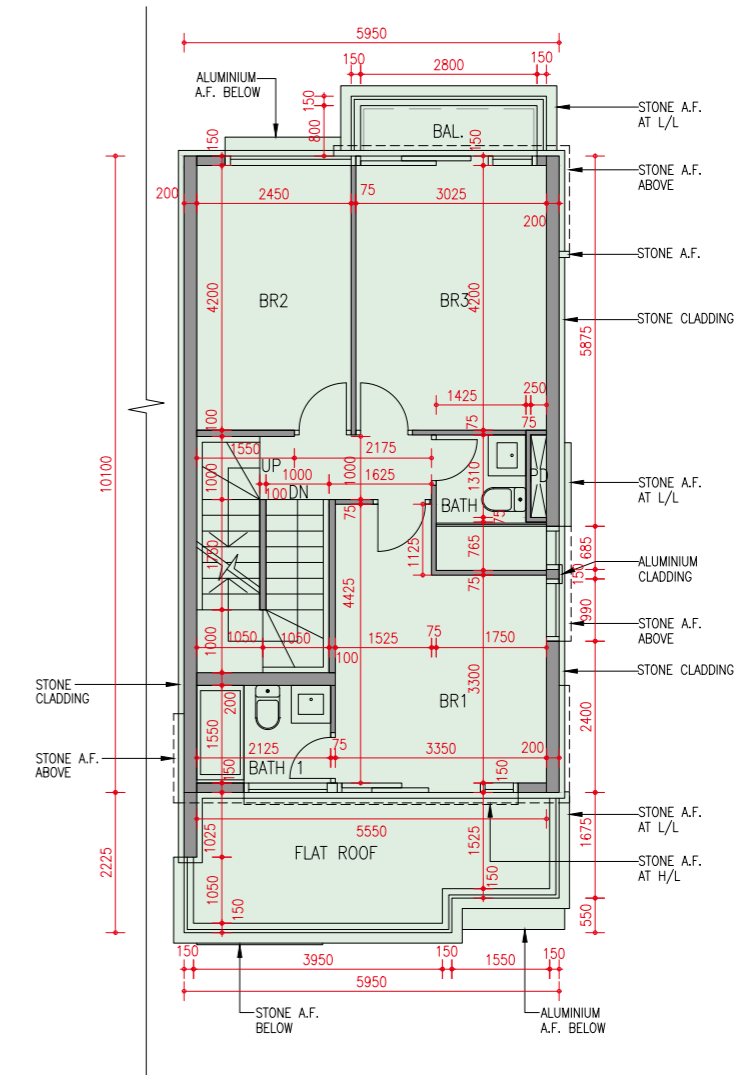 5950
150
2800
150
ALUMINIUM
A.F. BELOW
STONE A.F.
AT L/L
150
800
BAL.
150
150
STONE A.F.
ABOVE
200
2450
75
3025
200
STONE A.F.
BR2
BR3
4200
4200
STONE CLADDING
5875
1425
250
100
75
75
1550
2175
10100
UP
1000
1000
1625
1000
100
DN
1000
1310
PD
STONE A.F.
AT L/L
BATH
75
75
1750
1125
765
685
150
ALUMINIUM
CLADDING
4425
75
990
1000
1050
1050
1525
75
1750
STONE A.F.
ABOVE
100
3300
STONE CLADDING
STONE
CLADDING
200
BR1
2400
1550
2125
75
3350
200
STONE A.F.
ABOVE
BATH 1
150
150
5550
STONE A.F.
AT L/L
1025
1525
1675
2225
FLAT ROOF
STONE A.F.
AT H/L
150
1050
150
550
150
3950
150
1550
150
5950
STONE A.F.
BELOW
ALUMINIUM
A.F. BELOW